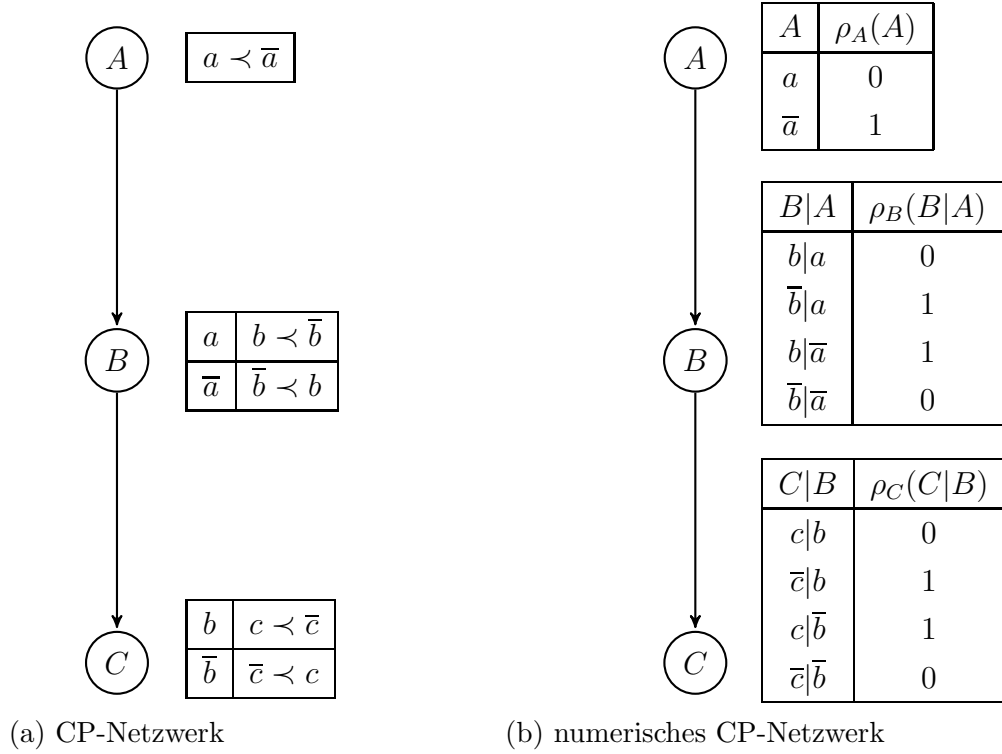 A
a ≺ a̅
B
a | b ≺ b̅
a̅ | b̅ ≺ b
C
b | c ≺ c̅
b̅ | c̅ ≺ c
(a) CP-Netzwerk
A
A | ρ_A(A)
a | 0
a̅ | 1
B
B|A | ρ_B(B|A)
b|a | 0
b̅|a | 1
b|a̅ | 1
b̅|a̅ | 0
C
C|B | ρ_C(C|B)
c|b | 0
c̅|b | 1
c|b̅ | 1
c̅|b̅ | 0
(b) numerisches CP-Netzwerk